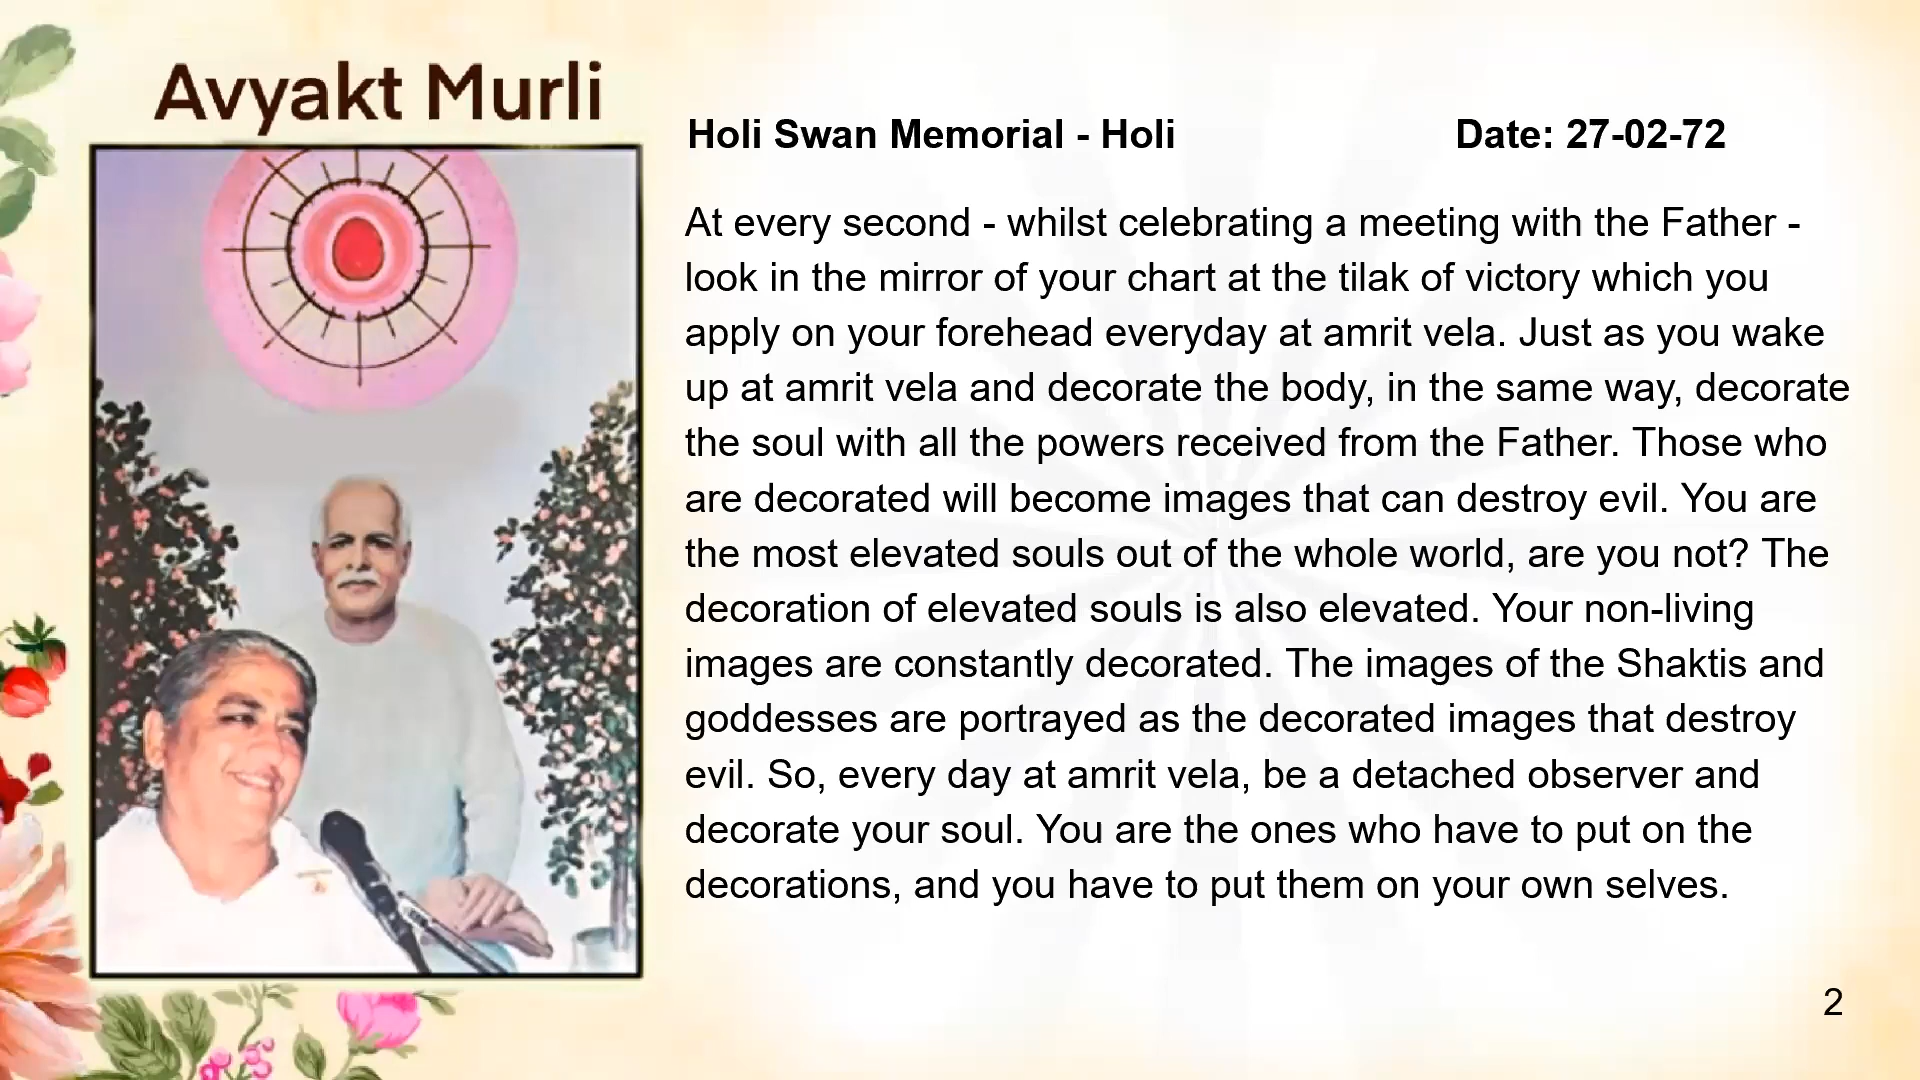 Avyakt Murli
Holi Swan Memorial - Holi Date: 27-02-72
At every second - whilst celebrating a meeting with the Father -
look in the mirror of your chart at the tilak of victory which you
apply on your forehead everyday at amrit vela. Just as you wake
up at amrit vela and decorate the body, in the same way, decorate
the soul with all the powers received from the Father. Those who
are decorated will become images that can destroy evil. You are
the most elevated souls out of the whole world, are you not? The
decoration of elevated souls is also elevated. Your non-living
images are constantly decorated. The images of the Shaktis and
goddesses are portrayed as the decorated images that destroy
evil. So, every day at amrit vela, be a detached observer and
decorate your soul. You are the ones who have to put on the
decorations, and you have to put them on your own selves.
2